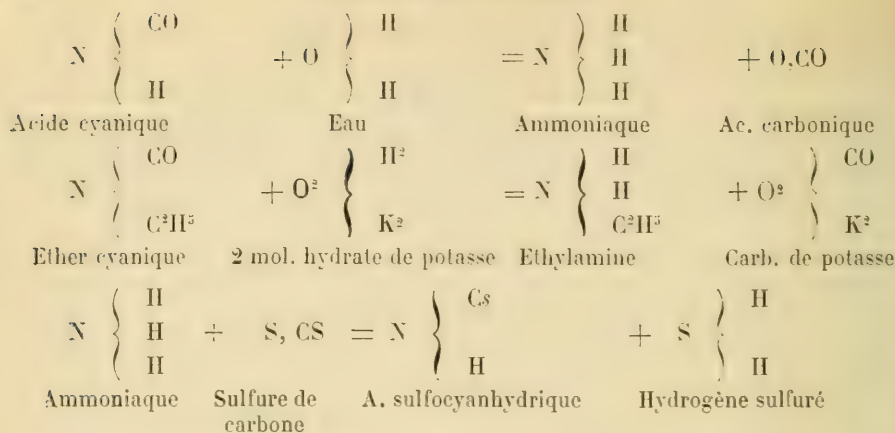 CO H H
N + O = N H + O,CO
H H H
Acide cyanique Eau Ammoniaque Ac. carbonique
CO H² H CO
N + O² = N H + O²
C²H⁵ K² C²H⁵ K²
Ether cyanique 2 mol. hydrate de potasse Ethylamine Carb. de potasse
H Cs H
N H ÷ S, CS = N + S
H H H
Ammoniaque Sulfure de A. sulfocyanhydrique Hydrogène sulfuré
carbone